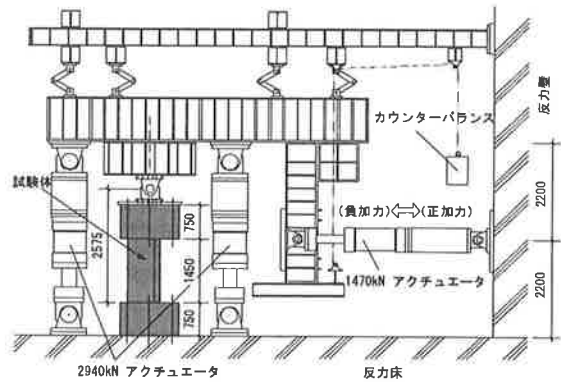 カウンターバランス
反力壁
試験体
(負加力)
(正加力)
2200
750
2575
1450
1470kN アクチュエータ
2200
750
2940kN アクチュエータ
反力床